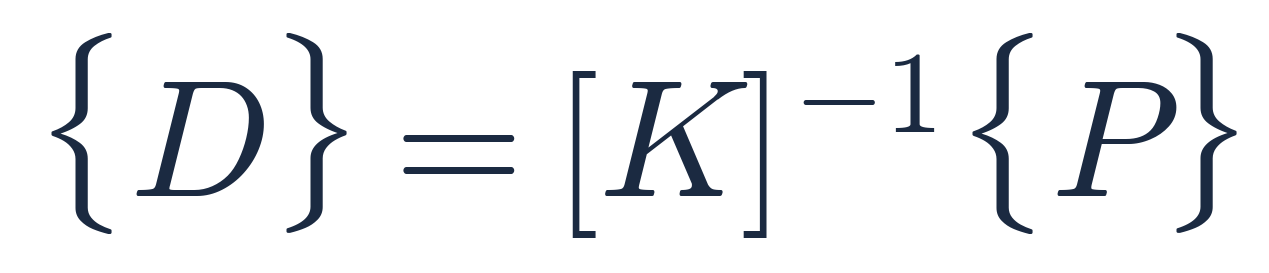 {D} = [K]⁻¹{P}